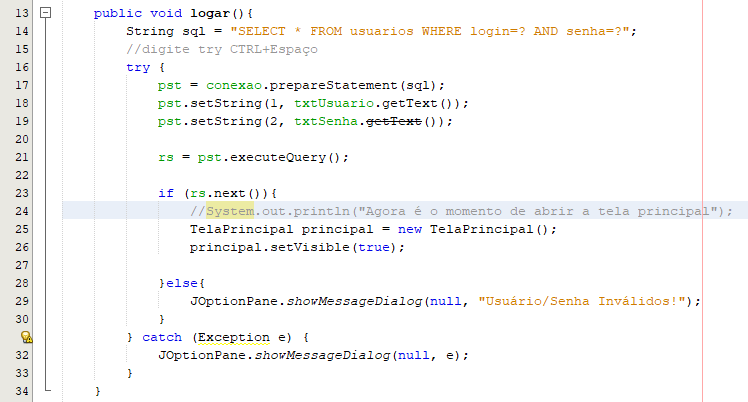 13 public void logar(){
14 String sql = "SELECT * FROM usuarios WHERE login=? AND senha=?";
15 //digite try CTRL+Espaço
16 try {
17 pst = conexao.prepareStatement(sql);
18 pst.setString(1, txtUsuario.getText());
19 pst.setString(2, txtSenha.getText());
20
21 rs = pst.executeQuery();
22
23 if (rs.next()){
24 //System.out.println("Agora é o momento de abrir a tela principal");
25 TelaPrincipal principal = new TelaPrincipal();
26 principal.setVisible(true);
27
28 }else{
29 JOptionPane.showMessageDialog(null, "Usuário/Senha Inválidos!");
30 }
} catch (Exception e) {
32 JOptionPane.showMessageDialog(null, e);
33 }
34 }